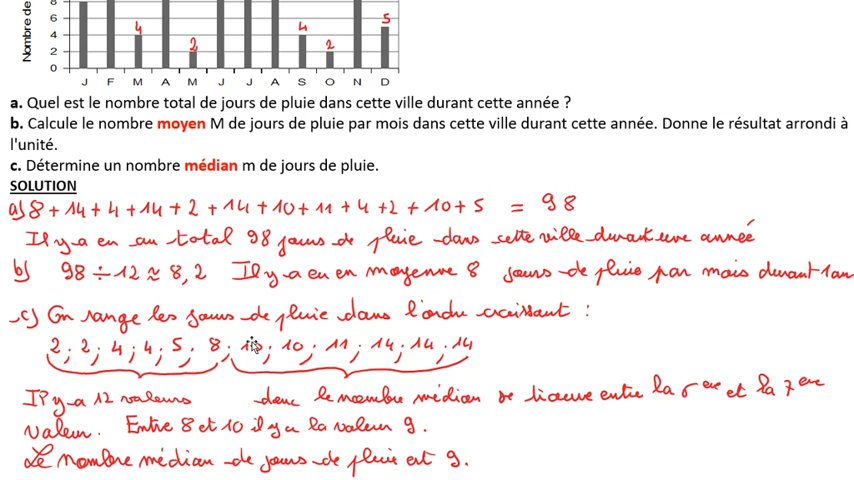 Nombre de
8
6
4
2
0
4
2
4
2
5
J F M A M J J A S O N D
a. Quel est le nombre total de jours de pluie dans cette ville durant cette année ?
b. Calcule le nombre moyen M de jours de pluie par mois dans cette ville durant cette année. Donne le résultat arrondi à
l'unité.
c. Détermine un nombre médian m de jours de pluie.
SOLUTION
a) 8 + 14 + 4 + 14 + 2 + 14 + 10 + 11 + 4 + 2 + 10 + 5 = 98
Il y a en au total 98 jours de pluie dans cette ville durant une année
b) 98 ÷ 12 ≈ 8,2 Il y a eu en moyenne 8 jours de pluie par mois durant 1 an
c) On range les jours de pluie dans l'ordre croissant :
2 ; 2 ; 4 ; 4 ; 5 ; 8 ; 10 ; 10 ; 11 ; 14 ; 14 ; 14
Il y a 12 valeurs donc le nombre médian se trouve entre la 6eme et la 7eme
valeur. Entre 8 et 10 il y a la valeur 9.
Le nombre médian de jours de pluie est 9.